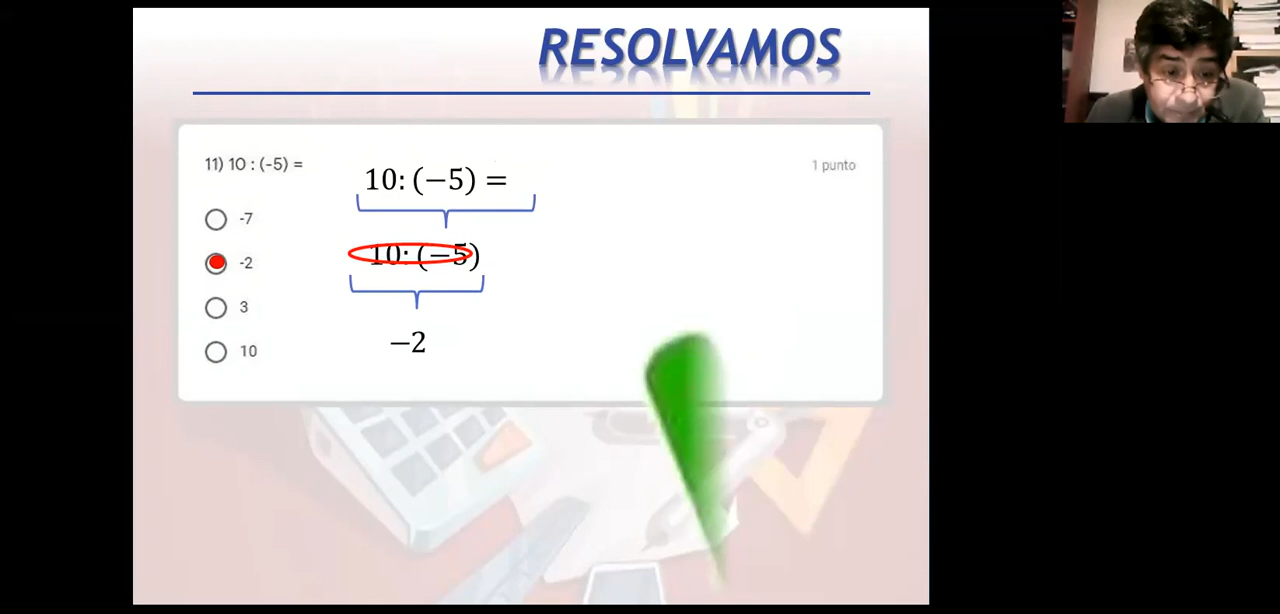 RESOLVAMOS
11) 10 : (-5) =
1 punto
-7
-2
3
10
10: (−5) =
10: (−5)
−2